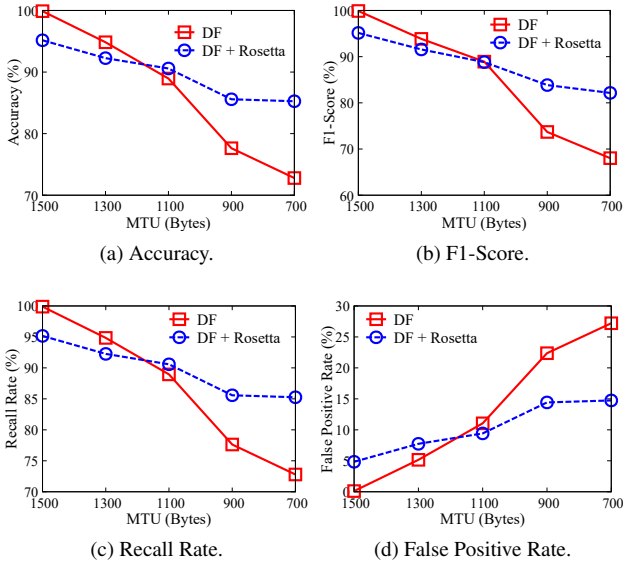 100
90
80
70
Accuracy (%)
DF
DF + Rosetta
1500 1300 1100 900 700
MTU (Bytes)
(a) Accuracy.
100
90
80
70
60
F1-Score (%)
DF
DF + Rosetta
1500 1300 1100 900 700
MTU (Bytes)
(b) F1-Score.
100
95
90
85
80
75
70
Recall Rate (%)
DF
DF + Rosetta
1500 1300 1100 900 700
MTU (Bytes)
(c) Recall Rate.
30
25
20
15
10
5
0
False Positive Rate (%)
DF
DF + Rosetta
1500 1300 1100 900 700
MTU (Bytes)
(d) False Positive Rate.